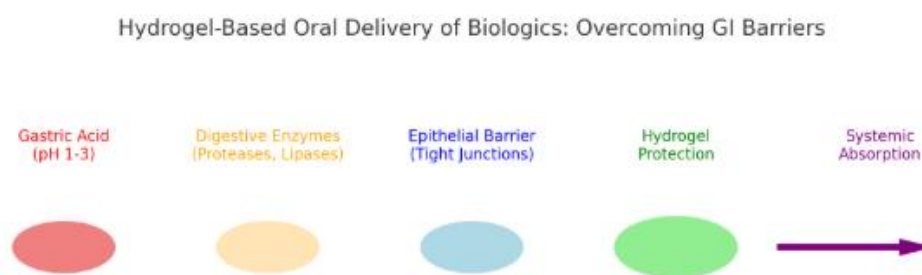 Hydrogel-Based Oral Delivery of Biologics: Overcoming GI Barriers
Gastric Acid
(pH 1-3)
Digestive Enzymes
(Proteases, Lipases)
Epithelial Barrier
(Tight Junctions)
Hydrogel
Protection
Systemic
Absorption